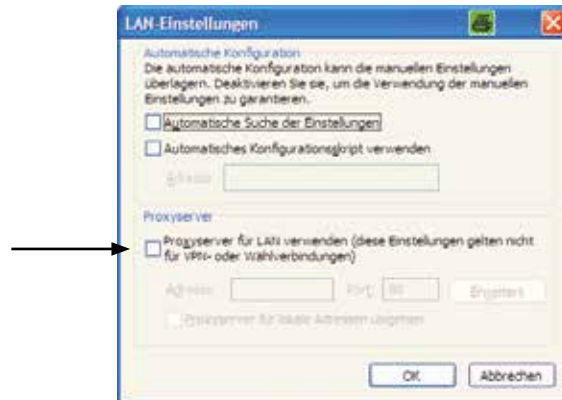 LAN-Einstellungen
Automatische Konfiguration
Die automatische Konfiguration kann die manuellen Einstellungen
überlagern. Deaktivieren Sie sie, um die Verwendung der manuellen
Einstellungen zu garantieren.
Automatische Suche der Einstellungen
Automatisches Konfigurationsskript verwenden
Adresse
Proxyserver
Proxyserver für LAN verwenden (diese Einstellungen gelten nicht
für VPN- oder Wählverbindungen)
Adresse: Port: 80 Erweitert
Proxyserver für lokale Adressen umgehen
OK Abbrechen